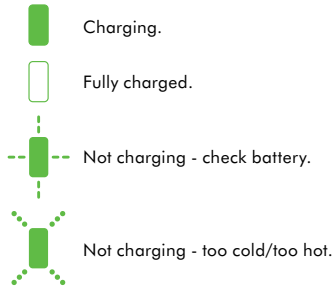 Charging.
Fully charged.
Not charging - check battery.
Not charging - too cold/too hot.